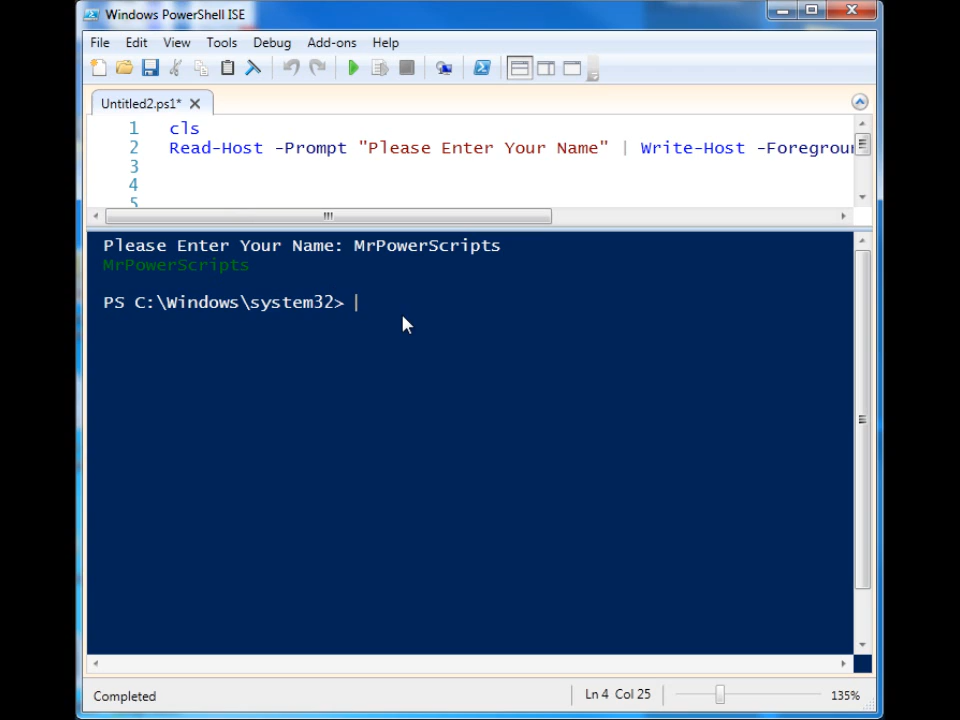 Windows PowerShell ISE
File Edit View Tools Debug Add-ons Help
Untitled2.ps1*
1 cls
2 Read-Host -Prompt "Please Enter Your Name" | Write-Host -Foregroun
3
4
5
Please Enter Your Name: MrPowerScripts
MrPowerScripts
PS C:\Windows\system32>
Completed Ln 4 Col 25 135%